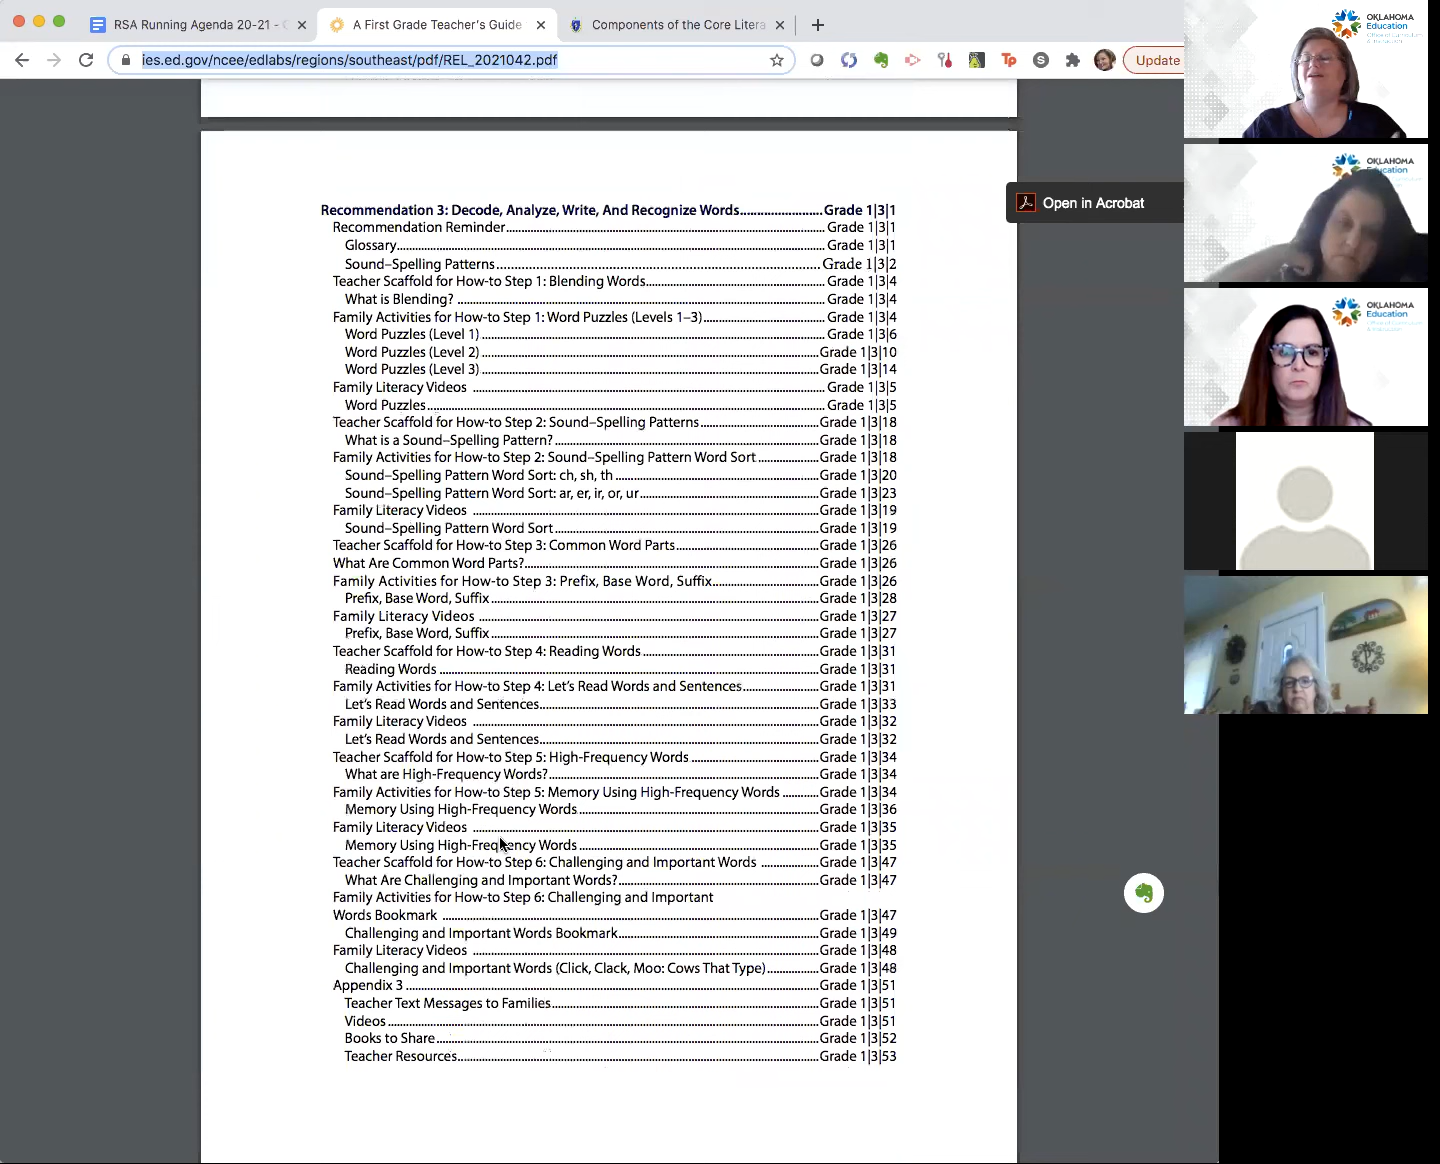 RSA Running Agenda 20-21 -
A First Grade Teacher's Guide
Components of the Core Litera
ies.ed.gov/ncee/edlabs/regions/southeast/pdf/REL_2021042.pdf
Tp
S
Update
Open in Acrobat
Recommendation 3: Decode, Analyze, Write, And Recognize Words........................Grade 1|3|1
Recommendation Reminder........................Grade 1|3|1
Glossary........................Grade 1|3|1
Sound–Spelling Patterns........................Grade 1|3|2
Teacher Scaffold for How-to Step 1: Blending Words........................Grade 1|3|4
What is Blending? ........................Grade 1|3|4
Family Activities for How-to Step 1: Word Puzzles (Levels 1–3)........................Grade 1|3|4
Word Puzzles (Level 1)........................Grade 1|3|6
Word Puzzles (Level 2)........................Grade 1|3|10
Word Puzzles (Level 3)........................Grade 1|3|14
Family Literacy Videos ........................Grade 1|3|5
Word Puzzles........................Grade 1|3|5
Teacher Scaffold for How-to Step 2: Sound–Spelling Patterns........................Grade 1|3|18
What is a Sound–Spelling Pattern?........................Grade 1|3|18
Family Activities for How-to Step 2: Sound–Spelling Pattern Word Sort........................Grade 1|3|18
Sound–Spelling Pattern Word Sort: ch, sh, th........................Grade 1|3|20
Sound–Spelling Pattern Word Sort: ar, er, ir, or, ur........................Grade 1|3|23
Family Literacy Videos ........................Grade 1|3|19
Sound–Spelling Pattern Word Sort........................Grade 1|3|19
Teacher Scaffold for How-to Step 3: Common Word Parts........................Grade 1|3|26
What Are Common Word Parts?........................Grade 1|3|26
Family Activities for How-to Step 3: Prefix, Base Word, Suffix........................Grade 1|3|26
Prefix, Base Word, Suffix........................Grade 1|3|28
Family Literacy Videos ........................Grade 1|3|27
Prefix, Base Word, Suffix........................Grade 1|3|27
Teacher Scaffold for How-to Step 4: Reading Words........................Grade 1|3|31
Reading Words ........................Grade 1|3|31
Family Activities for How-to Step 4: Let's Read Words and Sentences........................Grade 1|3|31
Let's Read Words and Sentences........................Grade 1|3|33
Family Literacy Videos ........................Grade 1|3|32
Let's Read Words and Sentences........................Grade 1|3|32
Teacher Scaffold for How-to Step 5: High-Frequency Words ........................Grade 1|3|34
What are High-Frequency Words?........................Grade 1|3|34
Family Activities for How-to Step 5: Memory Using High-Frequency Words ........................Grade 1|3|34
Memory Using High-Frequency Words........................Grade 1|3|36
Family Literacy Videos ........................Grade 1|3|35
Memory Using High-Frequency Words........................Grade 1|3|35
Teacher Scaffold for How-to Step 6: Challenging and Important Words ........................Grade 1|3|47
What Are Challenging and Important Words?........................Grade 1|3|47
Family Activities for How-to Step 6: Challenging and Important
Words Bookmark ........................Grade 1|3|47
Challenging and Important Words Bookmark........................Grade 1|3|49
Family Literacy Videos ........................Grade 1|3|48
Challenging and Important Words (Click, Clack, Moo: Cows That Type)........................Grade 1|3|48
Appendix 3 ........................Grade 1|3|51
Teacher Text Messages to Families........................Grade 1|3|51
Videos........................Grade 1|3|51
Books to Share........................Grade 1|3|52
Teacher Resources........................Grade 1|3|53
OKLAHOMA
Education
OKLAHOMA
OKLAHOMA
Education